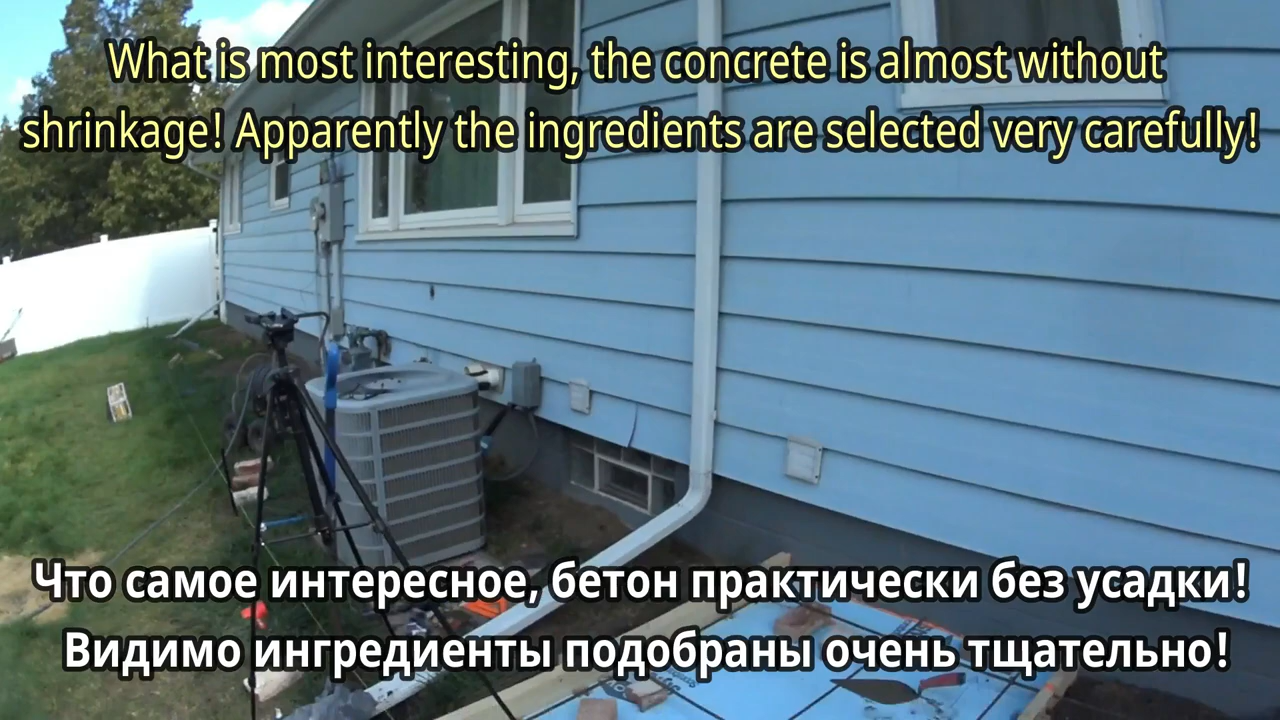 What is most interesting, the concrete is almost without
shrinkage! Apparently the ingredients are selected very carefully!
Что самое интересное, бетон практически без усадки!
Видимо ингредиенты подобраны очень тщательно!